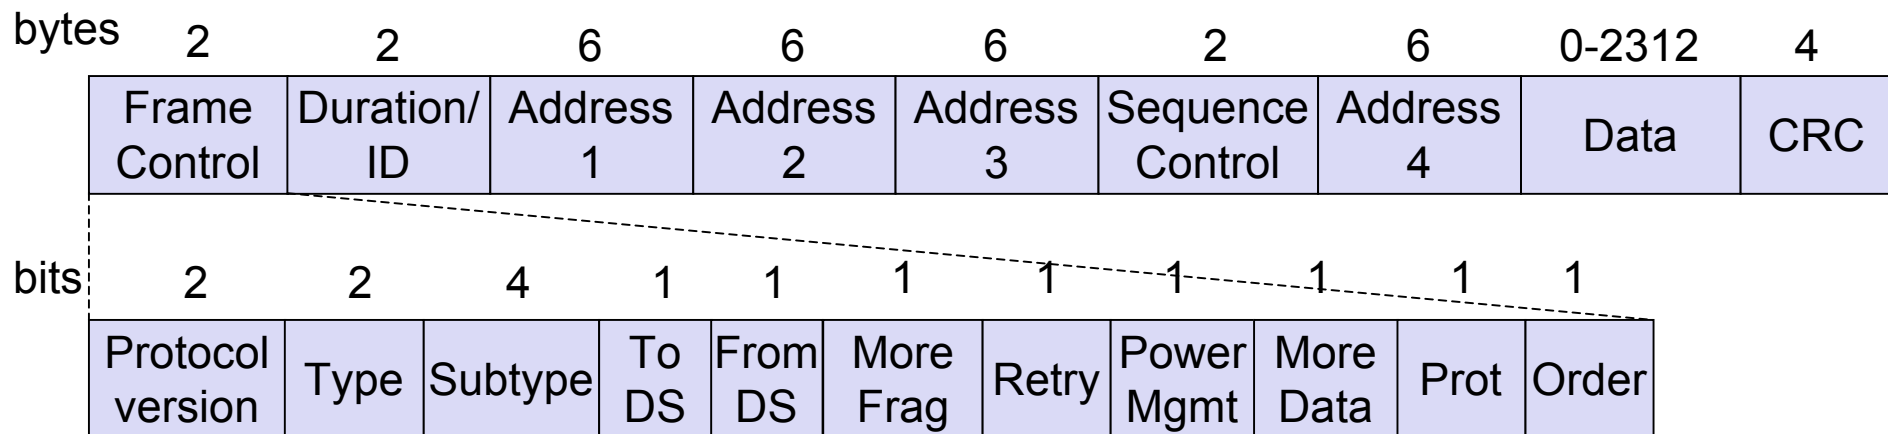 bytes 2 2 6 6 6 2 6 0-2312 4
Frame Control Duration/ ID Address 1 Address 2 Address 3 Sequence Control Address 4 Data CRC
bits 2 2 4 1 1 1 1 1 1 1 1
Protocol version Type Subtype To DS From DS More Frag Retry Power Mgmt More Data Prot Order